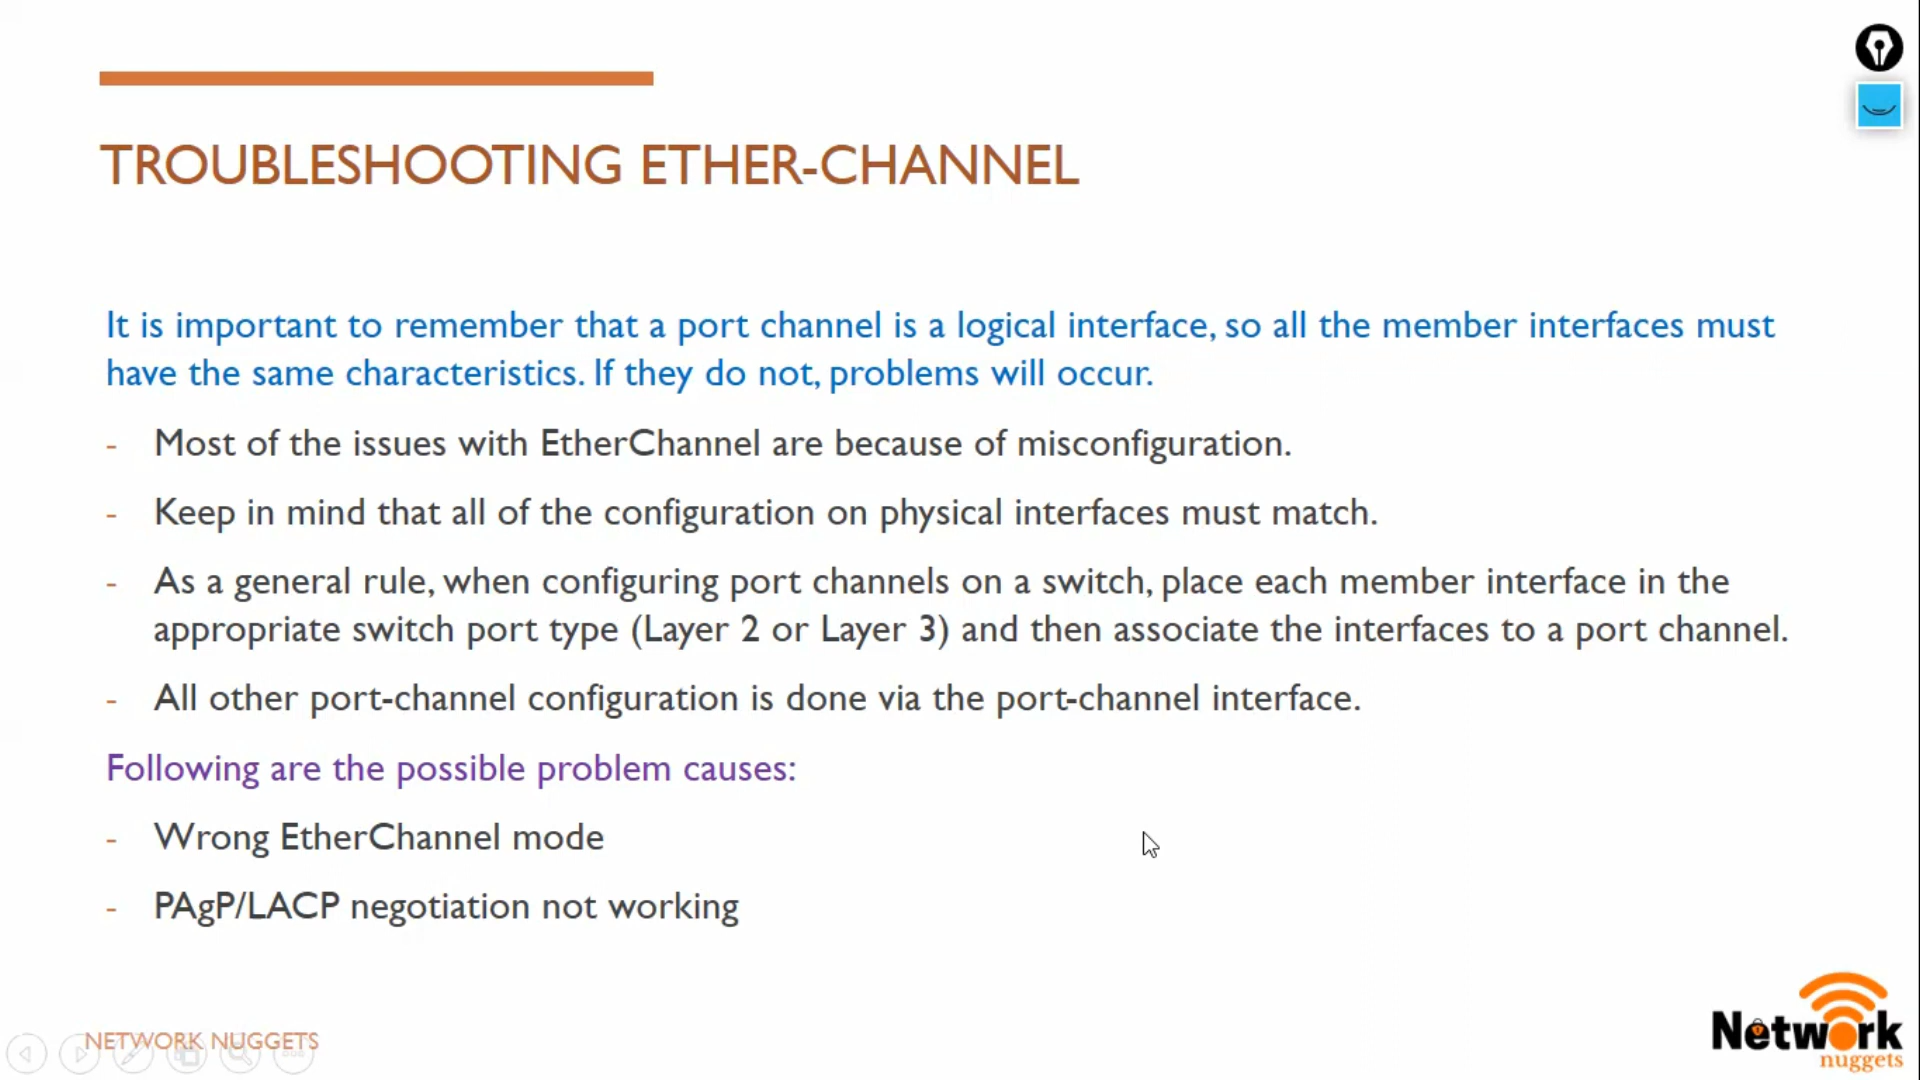 TROUBLESHOOTING ETHER-CHANNEL
It is important to remember that a port channel is a logical interface, so all the member interfaces must
have the same characteristics. If they do not, problems will occur.
- Most of the issues with EtherChannel are because of misconfiguration.
- Keep in mind that all of the configuration on physical interfaces must match.
- As a general rule, when configuring port channels on a switch, place each member interface in the
appropriate switch port type (Layer 2 or Layer 3) and then associate the interfaces to a port channel.
- All other port-channel configuration is done via the port-channel interface.
Following are the possible problem causes:
- Wrong EtherChannel mode
- PAgP/LACP negotiation not working
NETWORK NUGGETS
Network
nuggets